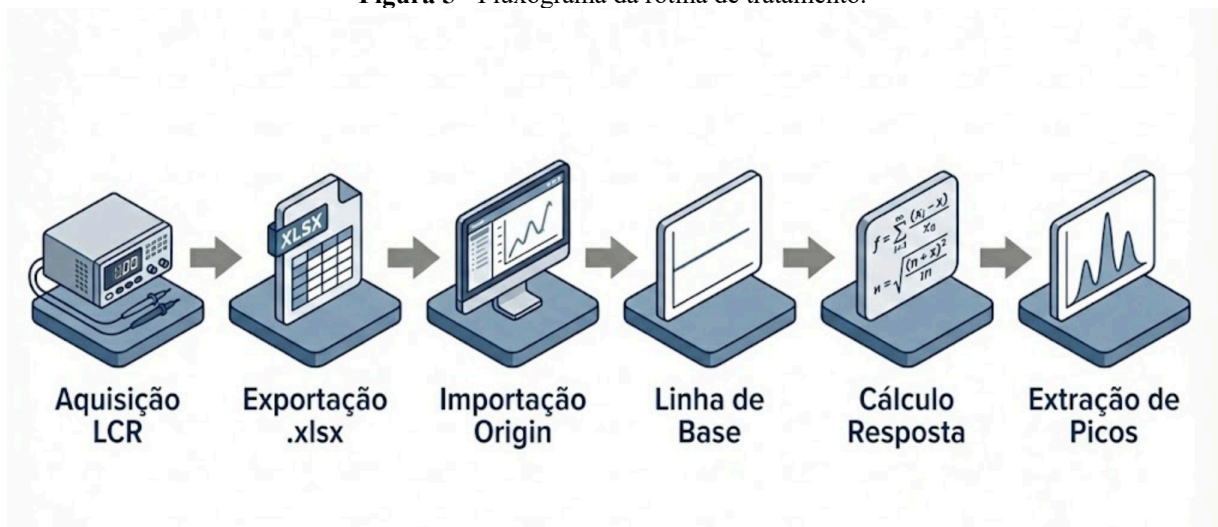 Figura 3 - Fluxograma da rotina de tratamento.
XLSX
Aquisição
LCR
Exportação
.xlsx
Importação
Origin
Linha de
Base
Cálculo
Resposta
Extração de
Picos